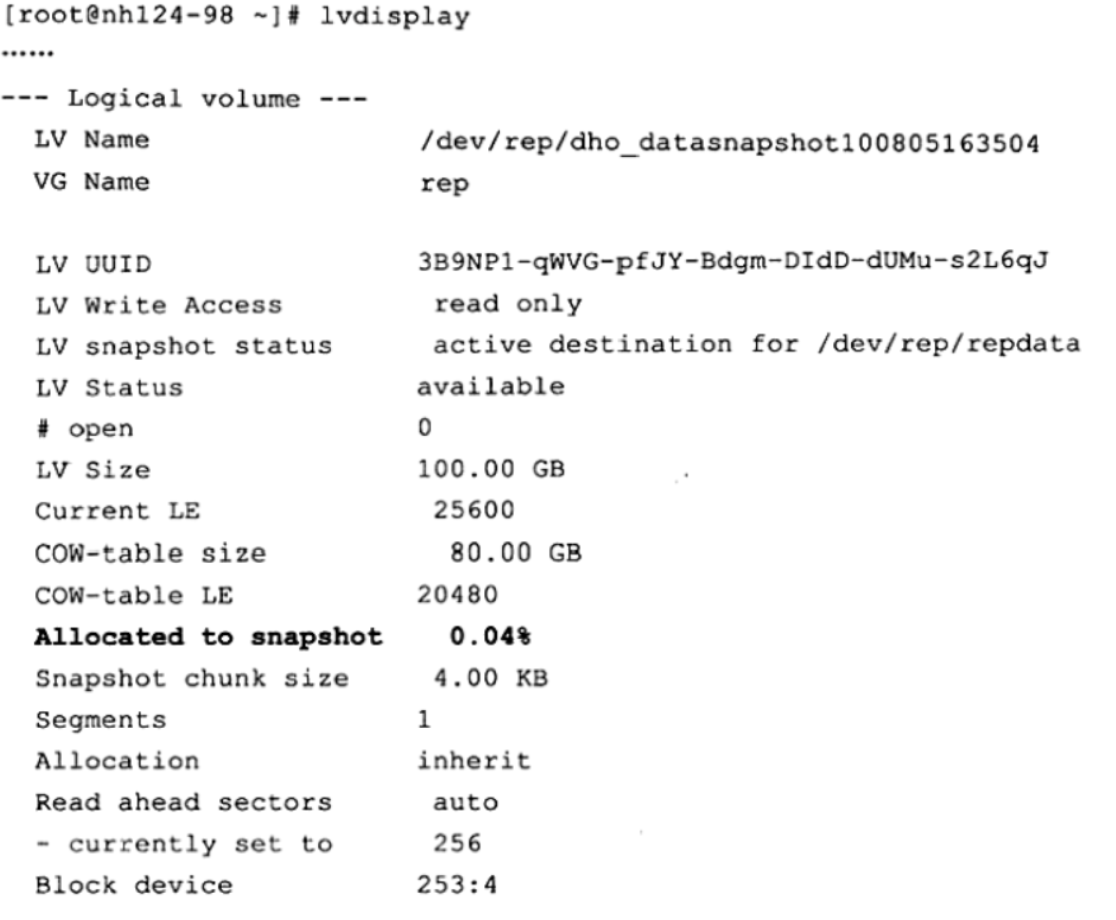 [root@nh124-98 ~]# lvdisplay
……
--- Logical volume ---
LV Name /dev/rep/dho_datasnapshot100805163504
VG Name rep
LV UUID 3B9NP1-qWVG-pfJY-Bdgm-DIdD-dUMu-s2L6qJ
LV Write Access read only
LV snapshot status active destination for /dev/rep/repdata
LV Status available
# open 0
LV Size 100.00 GB
Current LE 25600
COW-table size 80.00 GB
COW-table LE 20480
Allocated to snapshot 0.04%
Snapshot chunk size 4.00 KB
Segments 1
Allocation inherit
Read ahead sectors auto
- currently set to 256
Block device 253:4